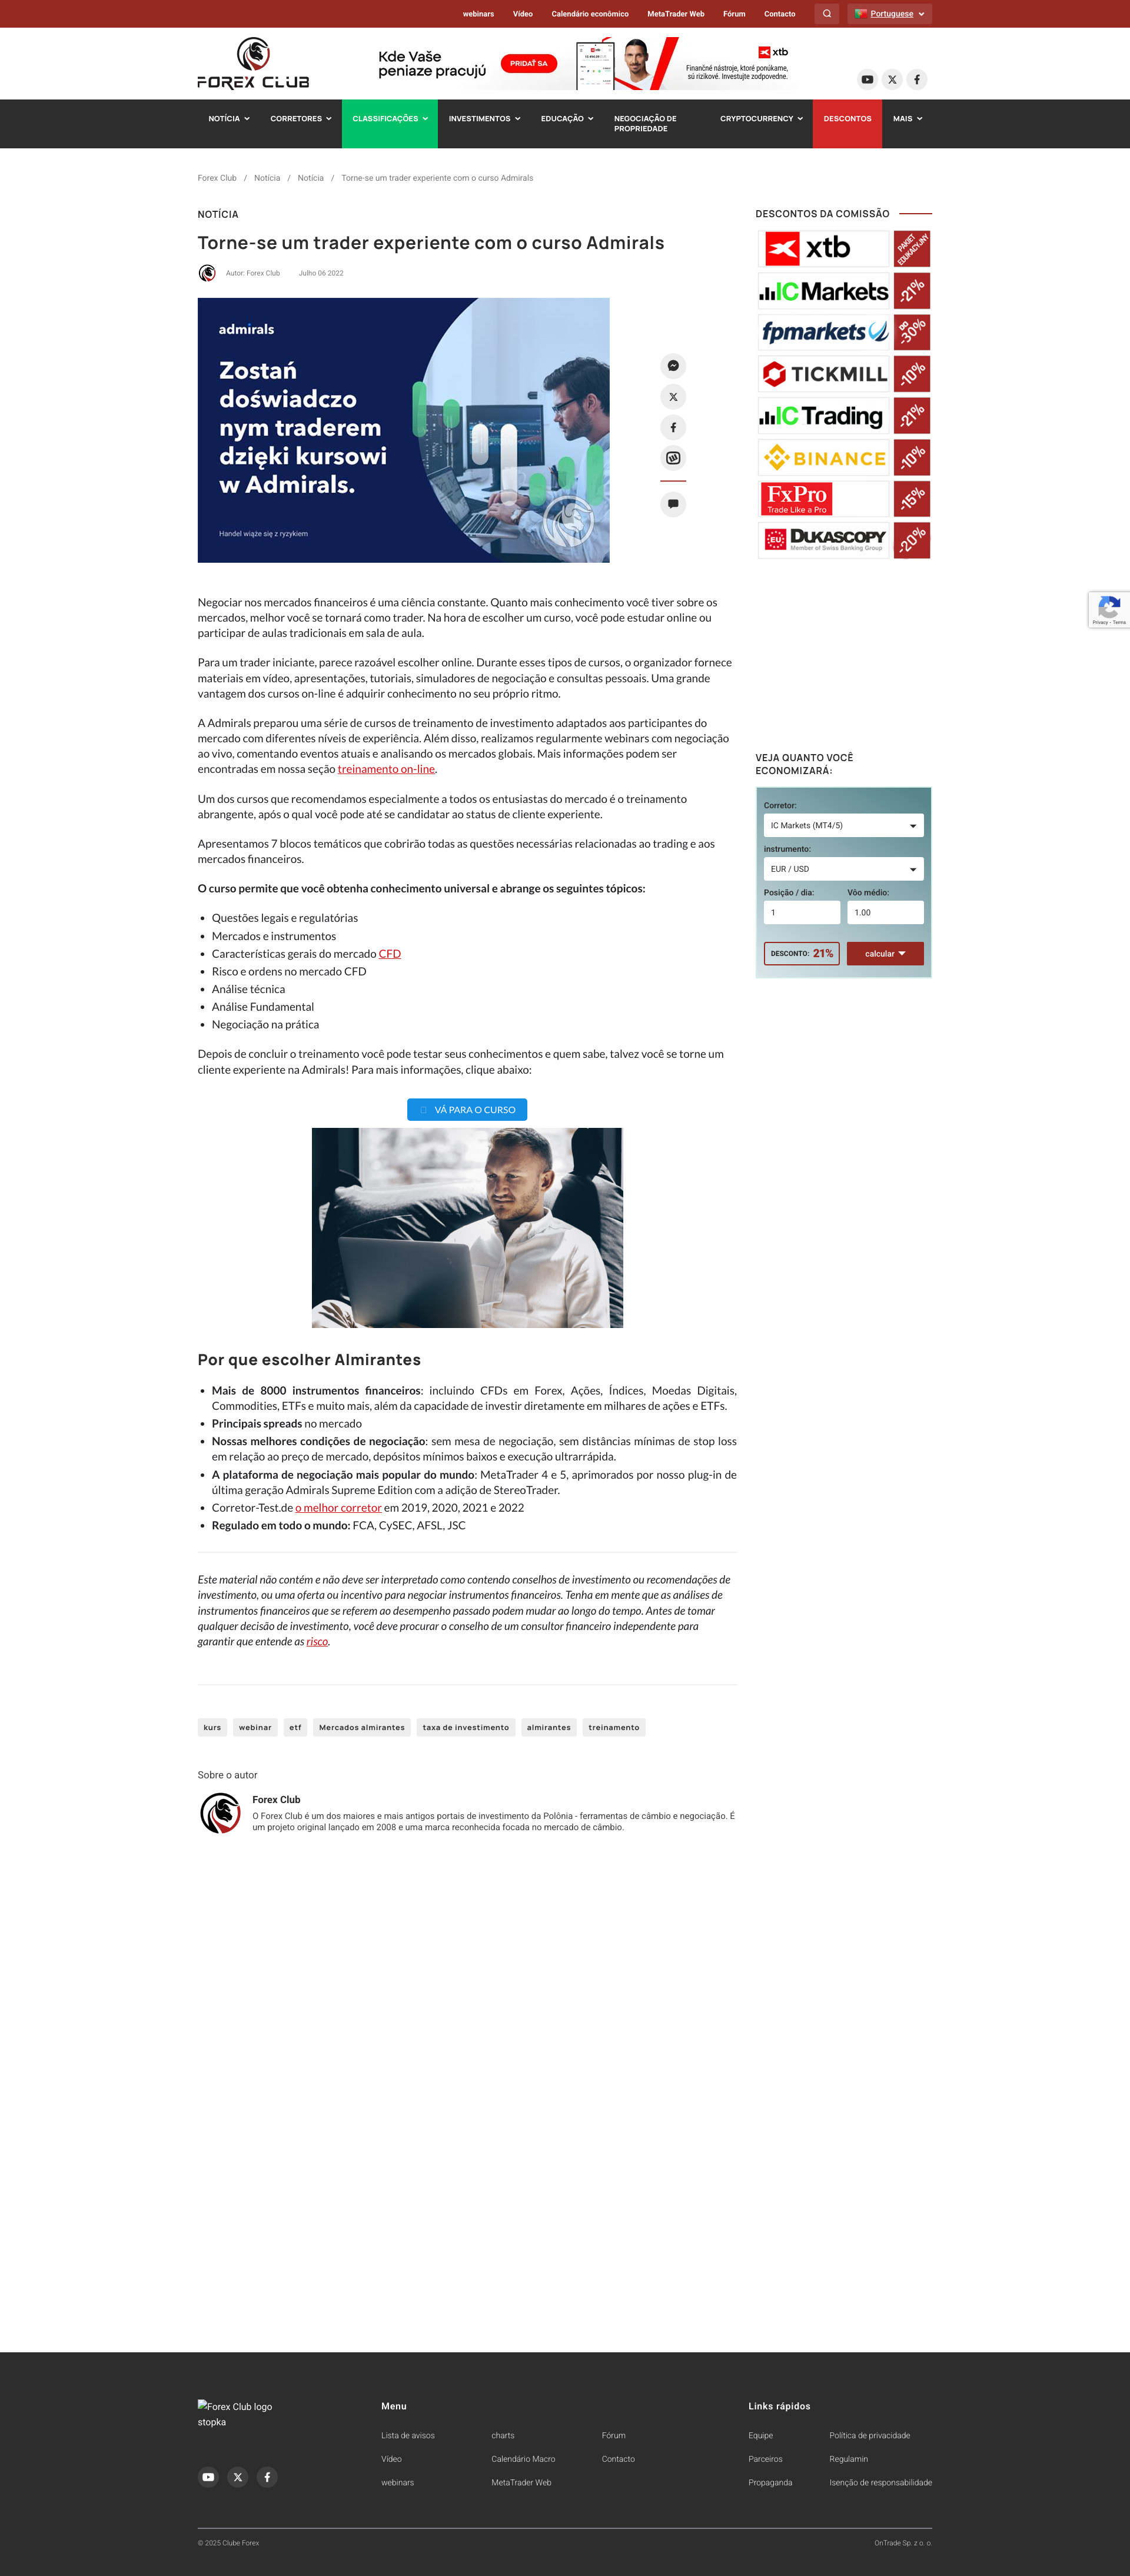 webinars Vídeo Calendário econômico MetaTrader Web Fórum Contacto Portuguese
FOREX CLUB
Kde Vaše
peniaze pracujú
PRIDAŤ SA
xtb
Finančné nástroje, ktoré ponúkame,
sú rizikové. Investujte zodpovedne.
NOTÍCIA CORRETORES CLASSIFICAÇÕES INVESTIMENTOS EDUCAÇÃO NEGOCIAÇÃO DE CRYPTOCURRENCY DESCONTOS MAIS
PROPRIEDADE
Forex Club / Notícia / Notícia / Torne-se um trader experiente com o curso Admirals
NOTÍCIA
Torne-se um trader experiente com o curso Admirals
Autor: Forex Club Julho 06 2022
admirals
Zostań
doświadczo
nym traderem
dzięki kursowi
w Admirals.
Handel wiąże się z ryzykiem
Negociar nos mercados financeiros é uma ciência constante. Quanto mais conhecimento você tiver sobre os
mercados, melhor você se tornará como trader. Na hora de escolher um curso, você pode estudar online ou
participar de aulas tradicionais em sala de aula.
Para um trader iniciante, parece razoável escolher online. Durante esses tipos de cursos, o organizador fornece
materiais em vídeo, apresentações, tutoriais, simuladores de negociação e consultas pessoais. Uma grande
vantagem dos cursos on-line é adquirir conhecimento no seu próprio ritmo.
A Admirals preparou uma série de cursos de treinamento de investimento adaptados aos participantes do
mercado com diferentes níveis de experiência. Além disso, realizamos regularmente webinars com negociação
ao vivo, comentando eventos atuais e analisando os mercados globais. Mais informações podem ser
encontradas em nossa seção treinamento on-line.
Um dos cursos que recomendamos especialmente a todos os entusiastas do mercado é o treinamento
abrangente, após o qual você pode até se candidatar ao status de cliente experiente.
Apresentamos 7 blocos temáticos que cobrirão todas as questões necessárias relacionadas ao trading e aos
mercados financeiros.
O curso permite que você obtenha conhecimento universal e abrange os seguintes tópicos:
• Questões legais e regulatórias
• Mercados e instrumentos
• Características gerais do mercado CFD
• Risco e ordens no mercado CFD
• Análise técnica
• Análise Fundamental
• Negociação na prática
Depois de concluir o treinamento você pode testar seus conhecimentos e quem sabe, talvez você se torne um
cliente experiente na Admirals! Para mais informações, clique abaixo:
VÁ PARA O CURSO
Por que escolher Almirantes
• Mais de 8000 instrumentos financeiros: incluindo CFDs em Forex, Ações, Índices, Moedas Digitais,
Commodities, ETFs e muito mais, além da capacidade de investir diretamente em milhares de ações e ETFs.
• Principais spreads no mercado
• Nossas melhores condições de negociação: sem mesa de negociação, sem distâncias mínimas de stop loss
em relação ao preço de mercado, depósitos mínimos baixos e execução ultrarrápida.
• A plataforma de negociação mais popular do mundo: MetaTrader 4 e 5, aprimorados por nosso plug-in de
última geração Admirals Supreme Edition com a adição de StereoTrader.
• Corretor-Test.de o melhor corretor em 2019, 2020, 2021 e 2022
• Regulado em todo o mundo: FCA, CySEC, AFSL, JSC
Este material não contém e não deve ser interpretado como contendo conselhos de investimento ou recomendações de
investimento, ou uma oferta ou incentivo para negociar instrumentos financeiros. Tenha em mente que as análises de
instrumentos financeiros que se referem ao desempenho passado podem mudar ao longo do tempo. Antes de tomar
qualquer decisão de investimento, você deve procurar o conselho de um consultor financeiro independente para
garantir que entende as risco.
kurs webinar etf Mercados almirantes taxa de investimento almirantes treinamento
Sobre o autor
Forex Club
O Forex Club é um dos maiores e mais antigos portais de investimento da Polônia - ferramentas de câmbio e negociação. É
um projeto original lançado em 2008 e uma marca reconhecida focada no mercado de câmbio.
DESCONTOS DA COMISSÃO
xtb PAKIET EDUKACYJNY
IC Markets -21%
fpmarkets DO -30%
TICKMILL -10%
IC Trading -21%
BINANCE -10%
FxPro Trade Like a Pro -15%
EU DUKASCOPY Member of Swiss Banking Group -20%
Privacy - Terms
VEJA QUANTO VOCÊ
ECONOMIZARÁ:
Corretor:
IC Markets (MT4/5)
instrumento:
EUR / USD
Posição / dia: Vôo médio:
1 1.00
DESCONTO: 21% calcular
Forex Club logo
stopka
Menu
Lista de avisos charts Fórum
Vídeo Calendário Macro Contacto
webinars MetaTrader Web
Links rápidos
Equipe Política de privacidade
Parceiros Regulamin
Propaganda Isenção de responsabilidade
© 2025 Clube Forex OnTrade Sp. z o. o.